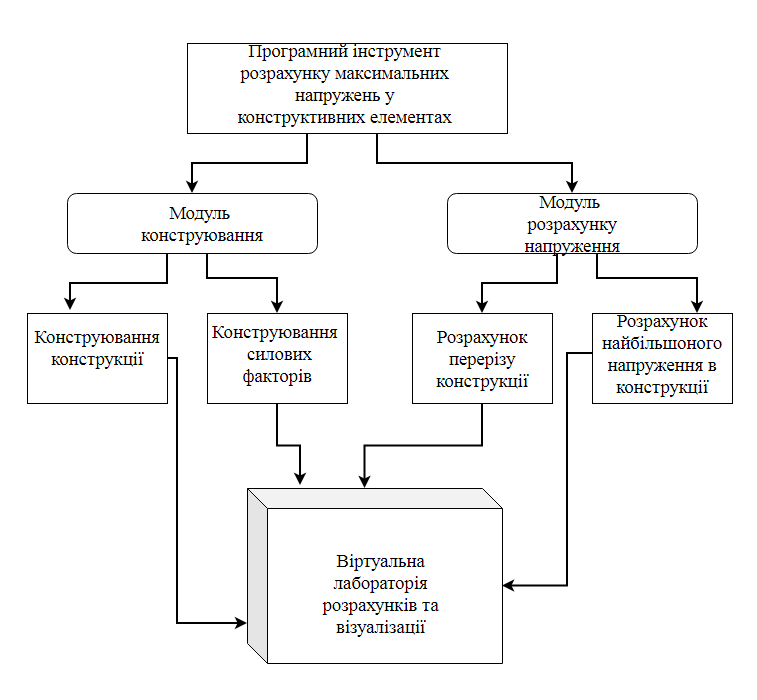 Програмний інструмент
розрахунку максимальних
напружень у
конструктивних елементах
Модуль
конструювання
Модуль
розрахунку
напруження
Конструювання
конструкції
Конструювання
силових
факторів
Розрахунок
перерізу
конструкції
Розрахунок
найбільшоного
напруження в
конструкції
Віртуальна
лабораторія
розрахунків та
візуалізації